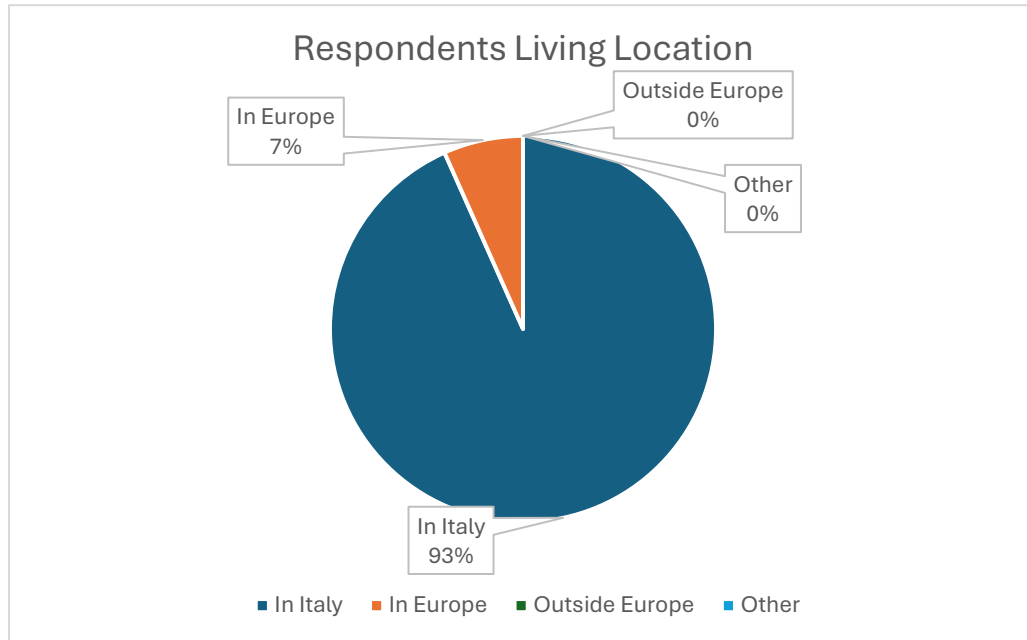 Respondents Living Location
Outside Europe
0%
In Europe
7%
Other
0%
In Italy
93%
In Italy In Europe Outside Europe Other